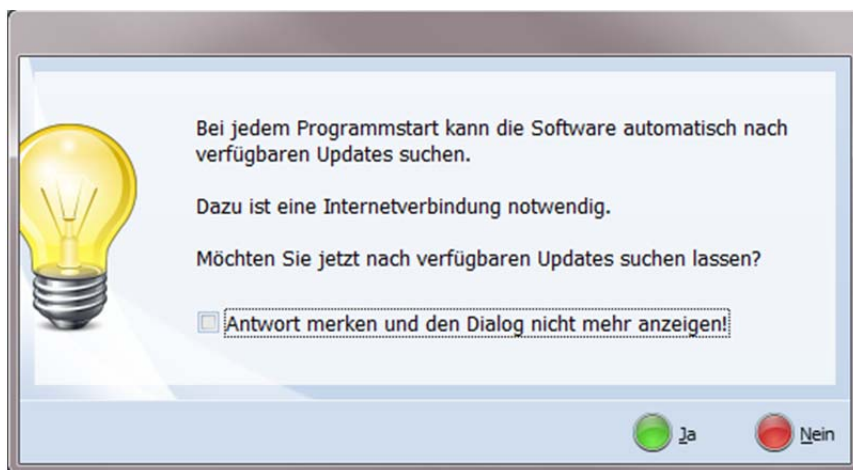 Bei jedem Programmstart kann die Software automatisch nach
verfügbaren Updates suchen.
Dazu ist eine Internetverbindung notwendig.
Möchten Sie jetzt nach verfügbaren Updates suchen lassen?
Antwort merken und den Dialog nicht mehr anzeigen!
Ja Nein